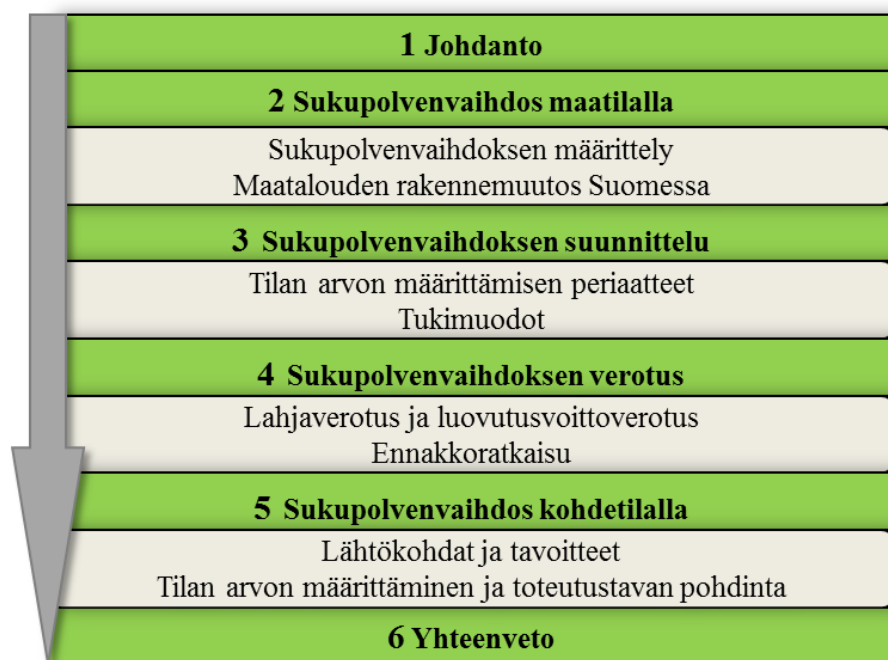 1 Johdanto
2 Sukupolvenvaihdos maatilalla
Sukupolvenvaihdoksen määrittely
Maatalouden rakennemuutos Suomessa
3 Sukupolvenvaihdoksen suunnittelu
Tilan arvon määrittämisen periaatteet
Tukimuodot
4 Sukupolvenvaihdoksen verotus
Lahjaverotus ja luovutusvoittoverotus
Ennakkoratkaisu
5 Sukupolvenvaihdos kohdetilalla
Lähtökohdat ja tavoitteet
Tilan arvon määrittäminen ja toteutustavan pohdinta
6 Yhteenveto